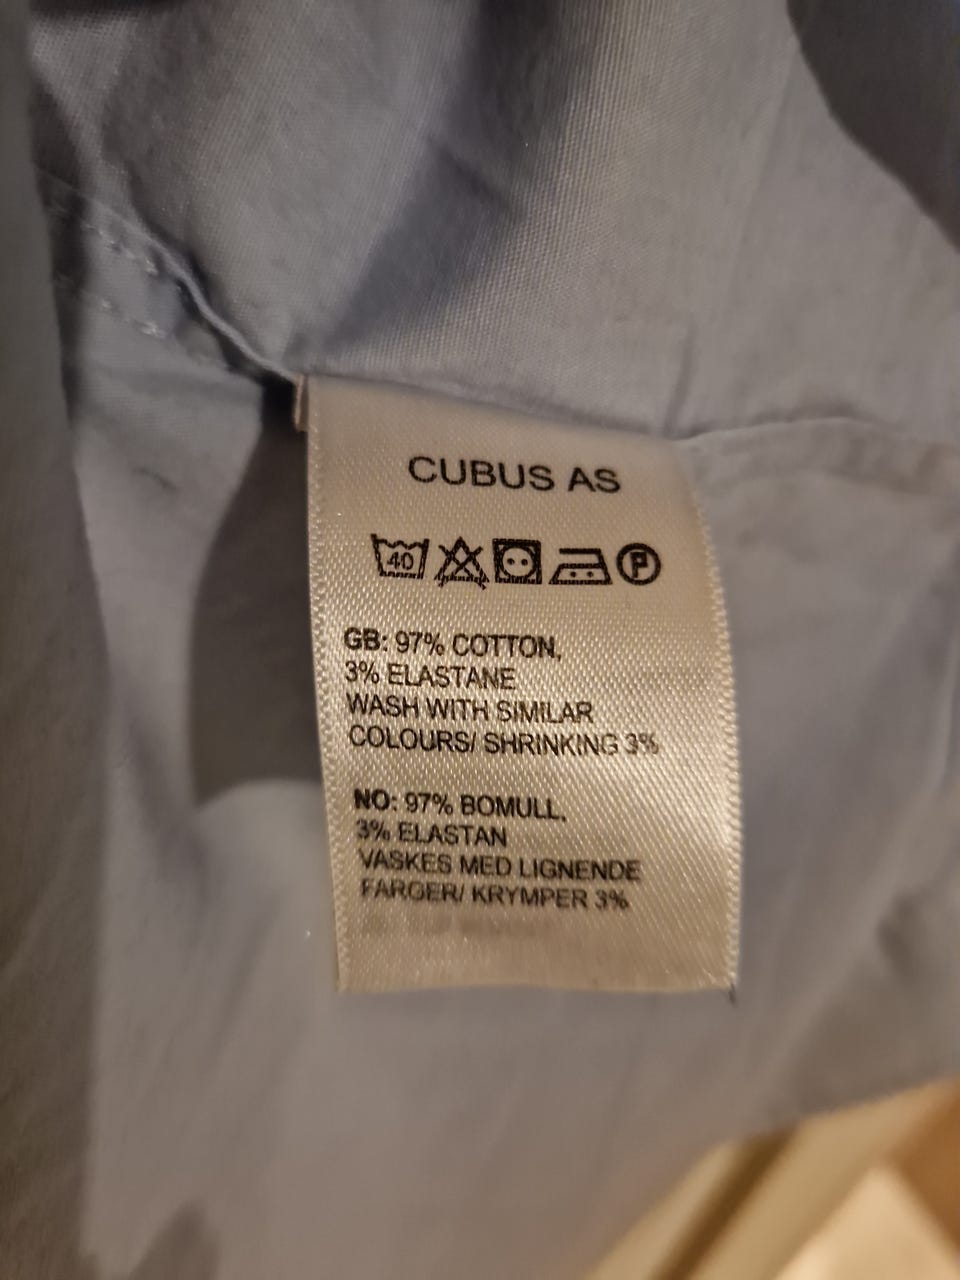 CUBUS AS
40 P
GB: 97% COTTON,
3% ELASTANE
WASH WITH SIMILAR
COLOURS/ SHRINKING 3%
NO: 97% BOMULL,
3% ELASTAN
VASKES MED LIGNENDE
FARGER/ KRYMPER 3%